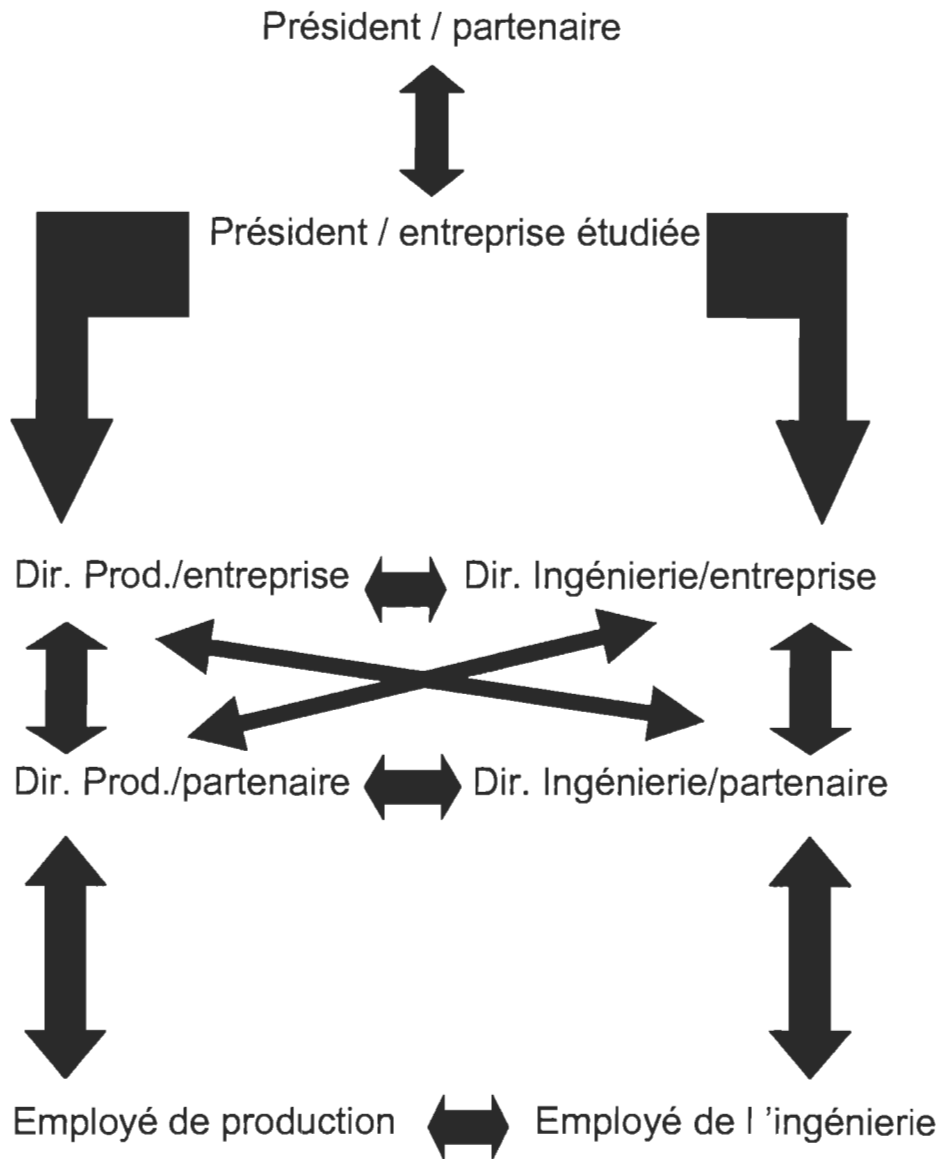 Président / partenaire
Président / entreprise étudiée
Dir. Prod./entreprise Dir. Ingénierie/entreprise
Dir. Prod./partenaire Dir. Ingénierie/partenaire
Employé de production Employé de l 'ingénierie